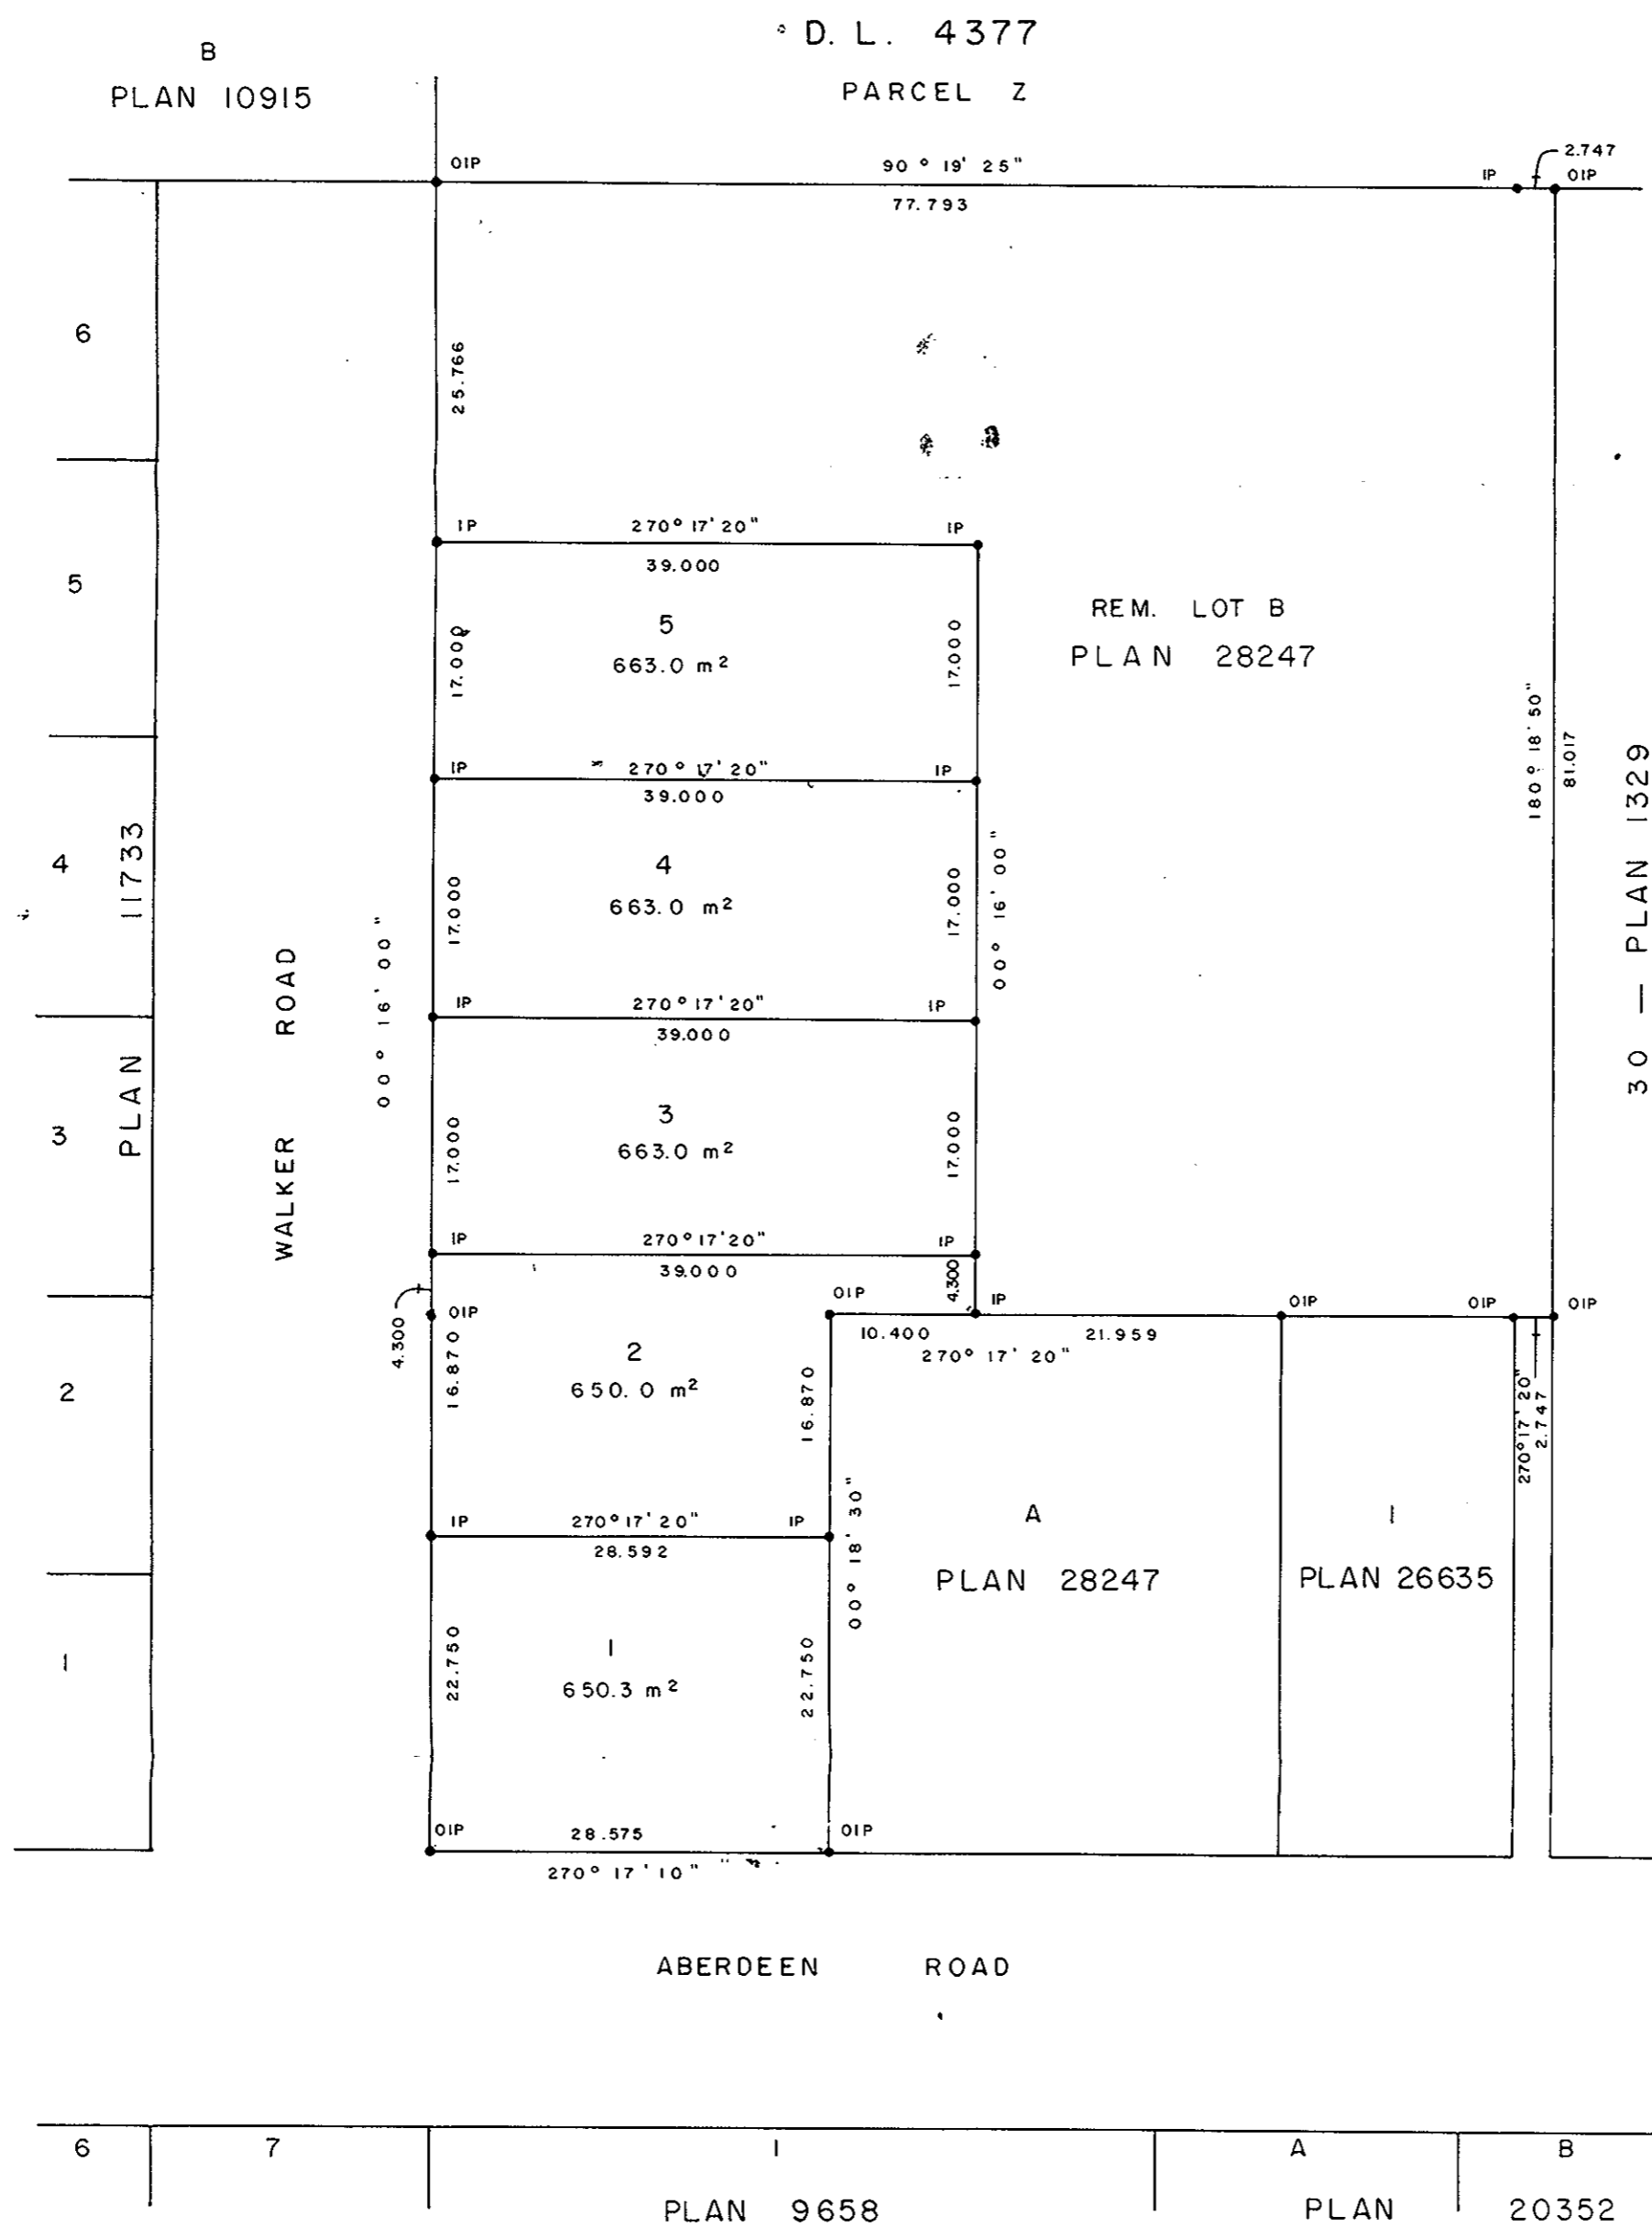 D. L. 4377
B
PLAN 10915
PARCEL Z
OIP
90° 19' 25"
77.793
IP
2.747
OIP
6
25.766
IP
270° 17' 20"
IP
39.000
5
5
663.0 m²
17.000
17.000
REM. LOT B
PLAN 28247
180° 18' 50"
81.017
30 — PLAN 1329
IP
270° 17' 20"
IP
39.000
4
PLAN 11733
4
663.0 m²
17.000
17.000
00° 16' 00"
00° 16' 00"
WALKER ROAD
IP
270° 17' 20"
IP
39.000
3
3
663.0 m²
17.000
17.000
IP
270° 17' 20"
IP
39.000
4.300
4.300
OIP
OIP
IP
OIP
OIP
OIP
10.400
21.959
270° 17' 20"
270° 17' 20"
2.747
2
2
650.0 m²
16.870
16.870
IP
270° 17' 20"
IP
28.592
00° 18' 30"
A
PLAN 28247
1
PLAN 26635
1
1
650.3 m²
22.750
22.750
OIP
28.575
OIP
270° 17' 10"
ABERDEEN ROAD
6
7
1
A
B
PLAN 9658
PLAN 20352